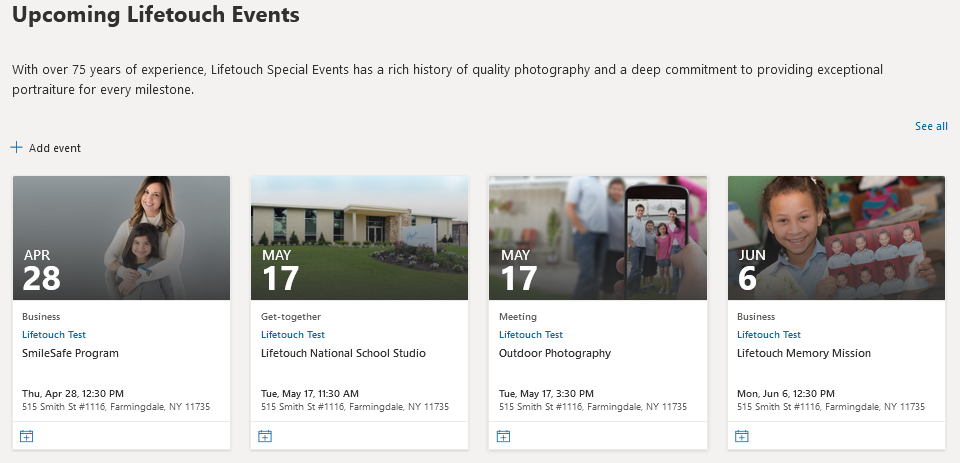 Upcoming Lifetouch Events
With over 75 years of experience, Lifetouch Special Events has a rich history of quality photography and a deep commitment to providing exceptional
portraiture for every milestone.
See all
Add event
APR
28
Business
Lifetouch Test
SmileSafe Program
Thu, Apr 28, 12:30 PM
515 Smith St #1116, Farmingdale, NY 11735
MAY
17
Get-together
Lifetouch Test
Lifetouch National School Studio
Tue, May 17, 11:30 AM
515 Smith St #1116, Farmingdale, NY 11735
MAY
17
Meeting
Lifetouch Test
Outdoor Photography
Tue, May 17, 3:30 PM
515 Smith St #1116, Farmingdale, NY 11735
JUN
6
Business
Lifetouch Test
Lifetouch Memory Mission
Mon, Jun 6, 12:30 PM
515 Smith St #1116, Farmingdale, NY 11735